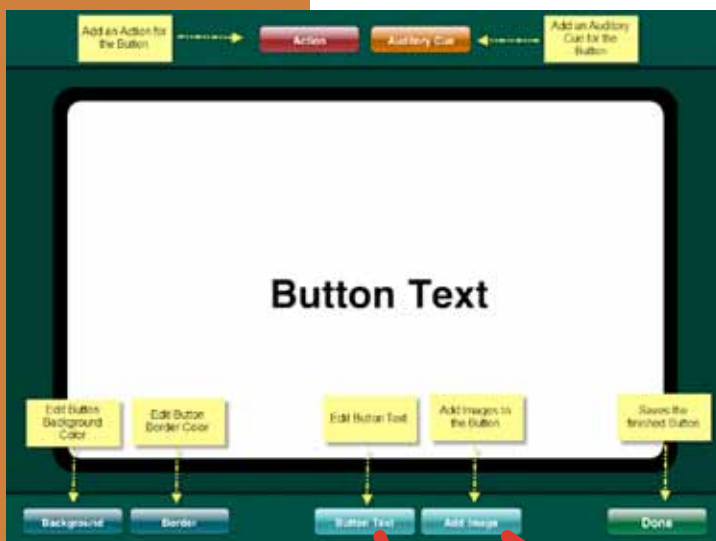 Add an Action for
the Button
Action
Auditory Cue
Add an Auditory
Cue for the
Button
Button Text
Edit Button
Background
Color
Edit Button
Border Color
Edit Button Text
Add Images to
the Button
Saves the
finished Button
Background
Border
Button Text
Add Image
Done